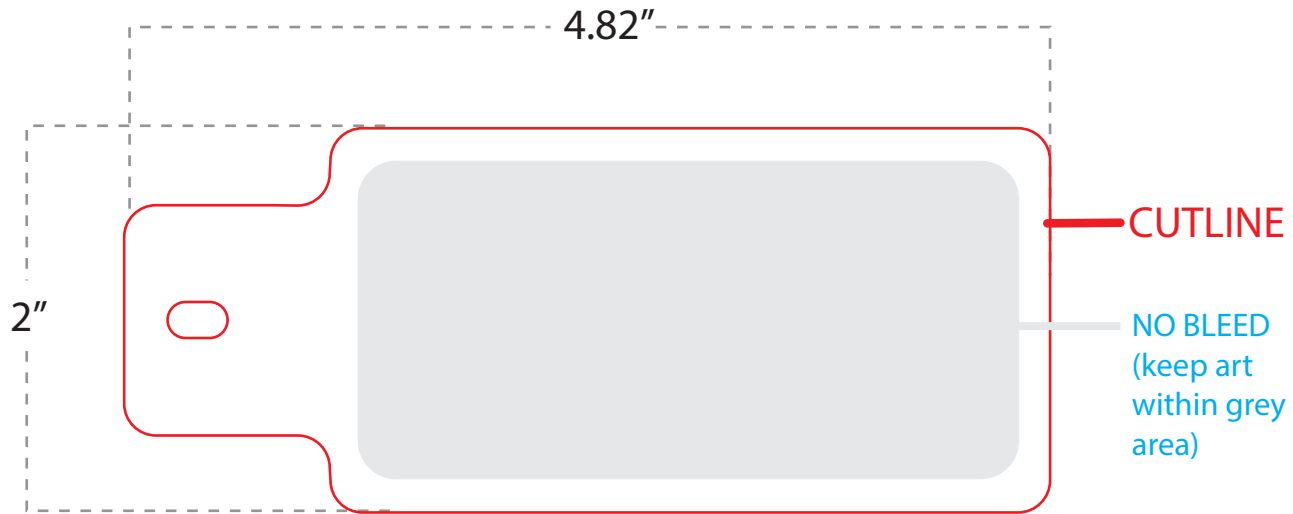 4.82”
CUTLINE
2”
NO BLEED
(keep art
within grey
area)